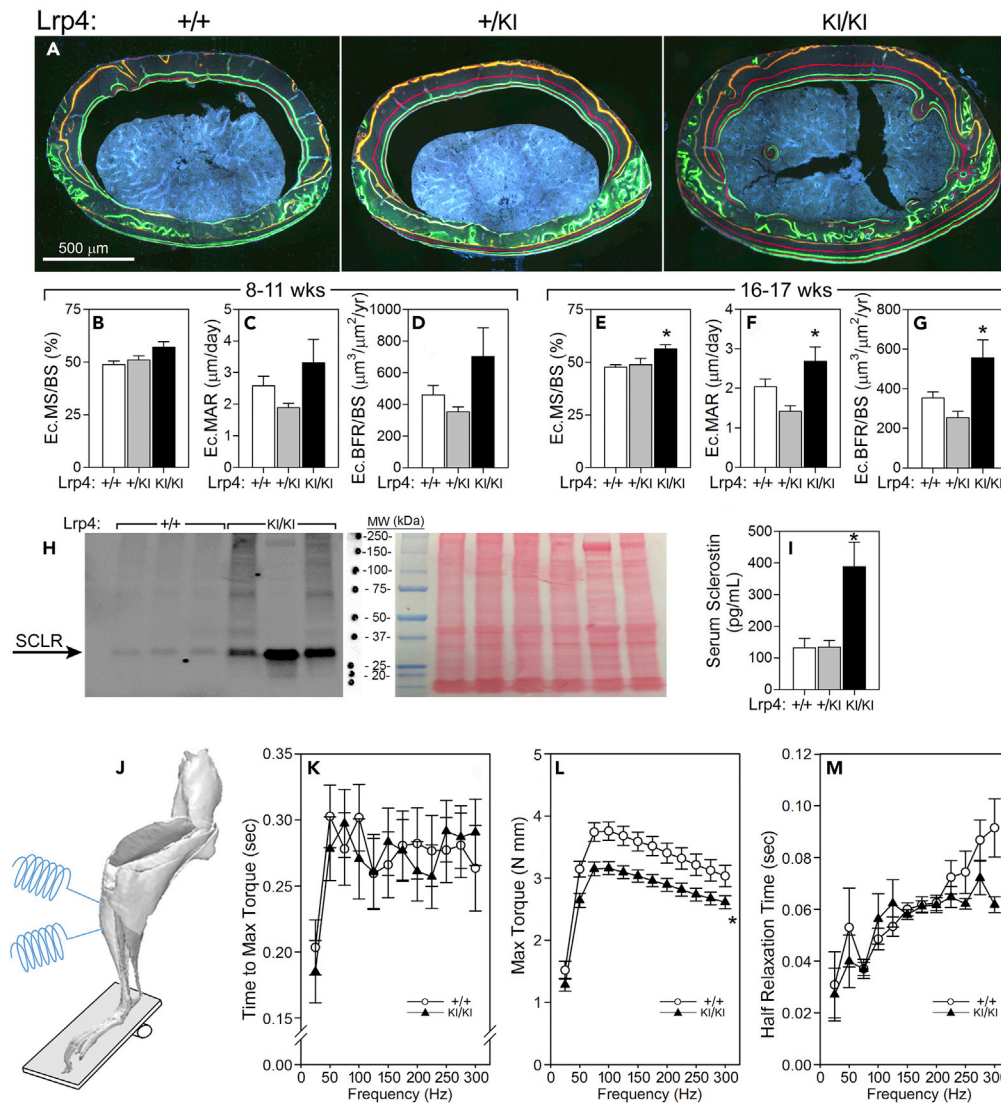 Lrp4: +/+ +/KI KI/KI
A
500 μm
8-11 wks 16-17 wks
B
Ec.MS/BS (%)
75
50
25
0
C
Ec.MAR (μm/day)
5
4
3
2
1
0
D
Ec.BFR/BS (μm³/μm²/yr)
1000
800
600
400
200
0
E
*
Ec.MS/BS (%)
75
50
25
0
F
*
Ec.MAR (μm/day)
5
4
3
2
1
0
G
*
Ec.BFR/BS (μm³/μm²/yr)
1000
800
600
400
200
0
Lrp4: +/+ +/KI KI/KI +/+ +/KI KI/KI +/+ +/KI KI/KI Lrp4: +/+ +/KI KI/KI +/+ +/KI KI/KI +/+ +/KI KI/KI
Lrp4: +/+ KI/KI
H
SCLR
MW (kDa)
-250-
-150-
-100-
- 75-
- 50-
- 37-
- 25-
- 20-
I
*
Serum Sclerostin
(pg/mL)
500
400
300
200
100
0
Lrp4: +/+ +/KI KI/KI
J
K
Time to Max Torque (sec)
0.35
0.30
0.25
0.20
0.15
0.00
+/+
KI/KI
0 50 100 150 200 250 300
Frequency (Hz)
L
Max Torque (N mm)
5
4
3
2
1
0
*
+/+
KI/KI
0 50 100 150 200 250 300
Frequency (Hz)
M
Half Relaxation Time (sec)
0.12
0.10
0.08
0.06
0.04
0.02
0.00
+/+
KI/KI
0 50 100 150 200 250 300
Frequency (Hz)